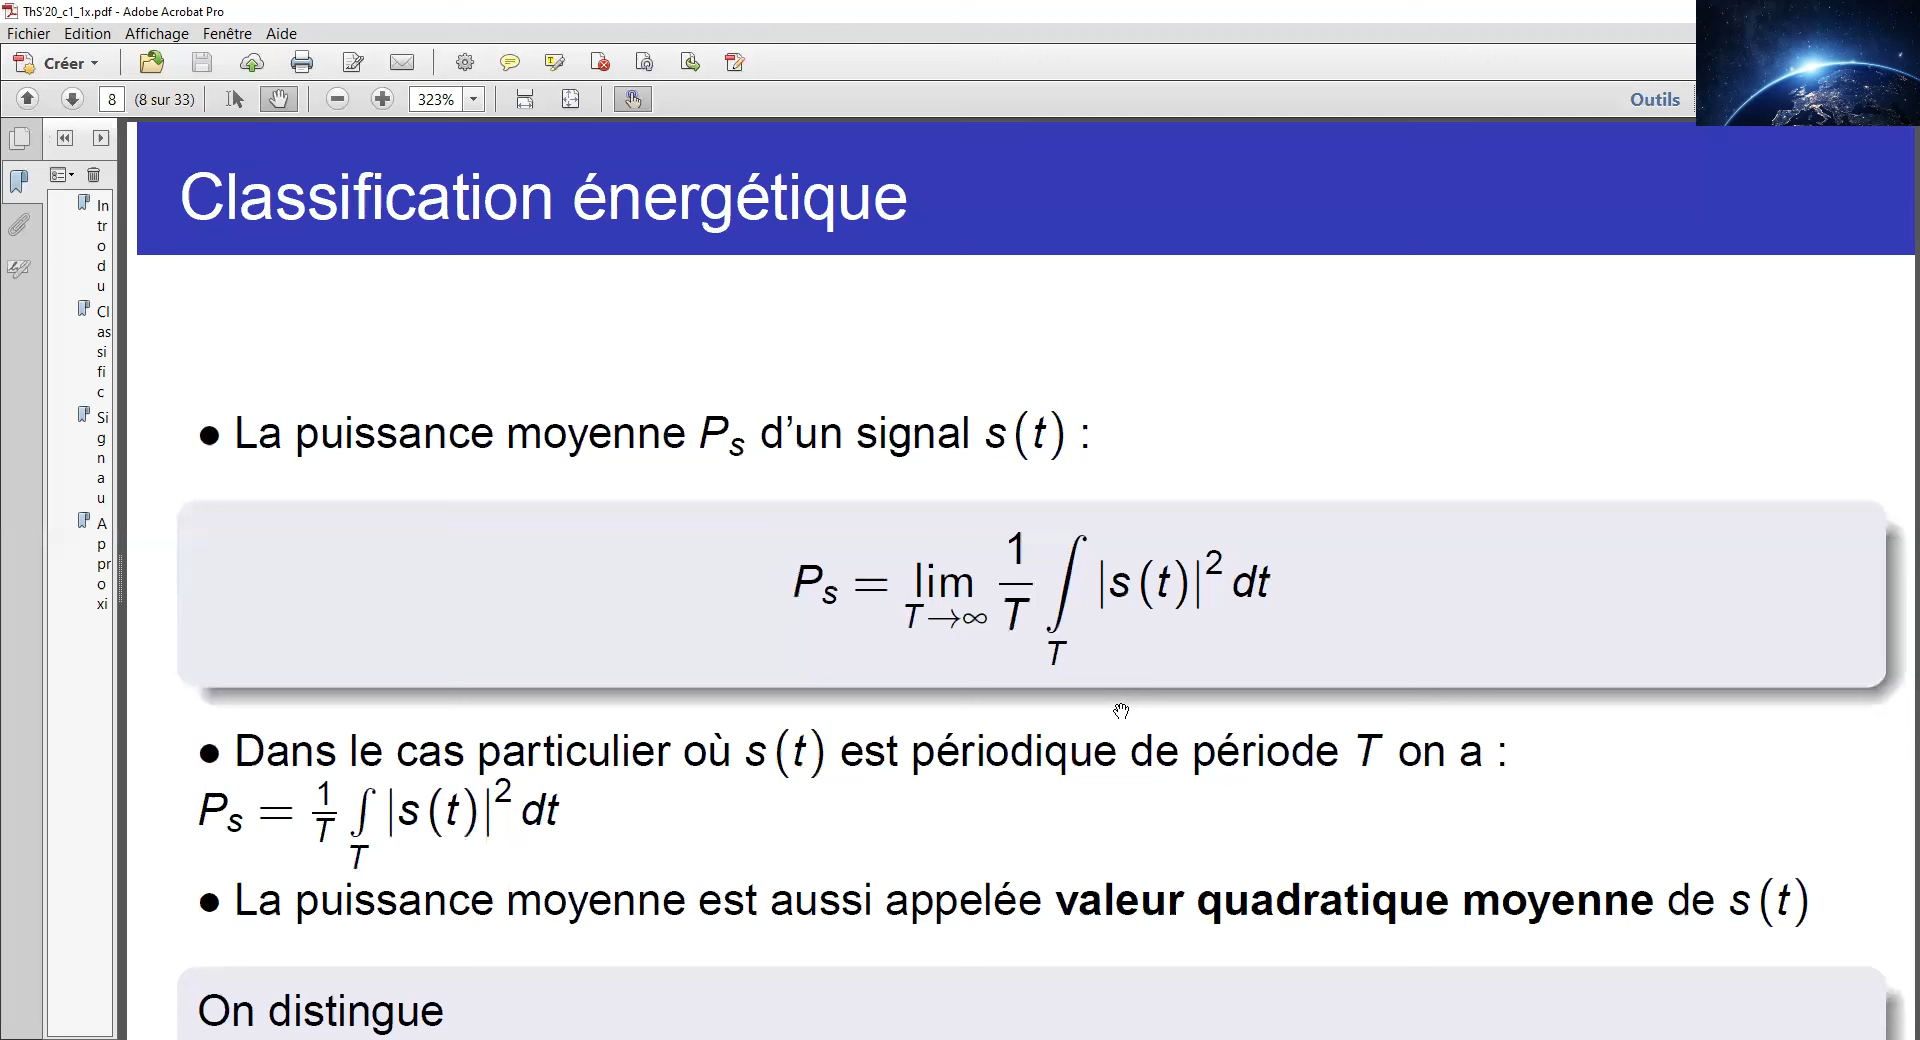 ThS'20_c1_1x.pdf - Adobe Acrobat Pro
Fichier Edition Affichage Fenêtre Aide
Créer
8 (8 sur 33) 323% Outils
In
tr
o
d
u
Cl
as
si
fi
c
Si
g
n
a
u
A
p
pr
o
xi
Classification énergétique
● La puissance moyenne Pₛ d'un signal s(t) :
Pₛ = lim T→∞ 1/T ∫_T |s(t)|² dt
● Dans le cas particulier où s(t) est périodique de période T on a :
Pₛ = 1/T ∫_T |s(t)|² dt
● La puissance moyenne est aussi appelée valeur quadratique moyenne de s(t)
On distingue